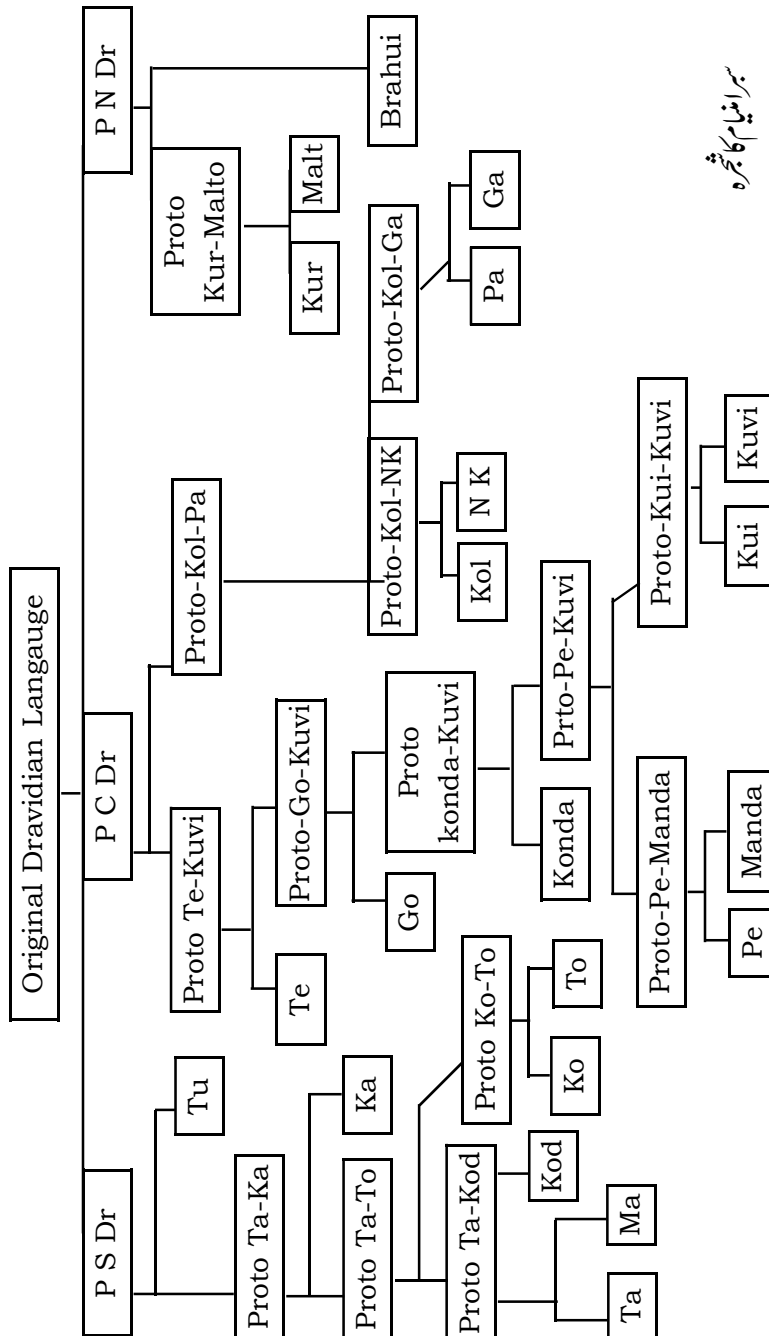 Original Dravidian Langauge
P S Dr
P C Dr
P N Dr
Tu
Proto Te-Kuvi
Proto-Kol-Pa
Proto
Kur-Malto
Brahui
Proto Ta-Ka
Te
Proto-Go-Kuvi
Kur
Malt
Proto Ta-To
Ka
Go
Proto
konda-Kuvi
Proto-Kol-NK
Proto-Kol-Ga
Proto Ta-Kod
Proto Ko-To
Kol
N K
Pa
Ga
Kod
Ko
To
Konda
Prto-Pe-Kuvi
Ta
Ma
Proto-Pe-Manda
Proto-Kui-Kuvi
Pe
Manda
Kui
Kuvi
سبرامنیام کا شجرہ